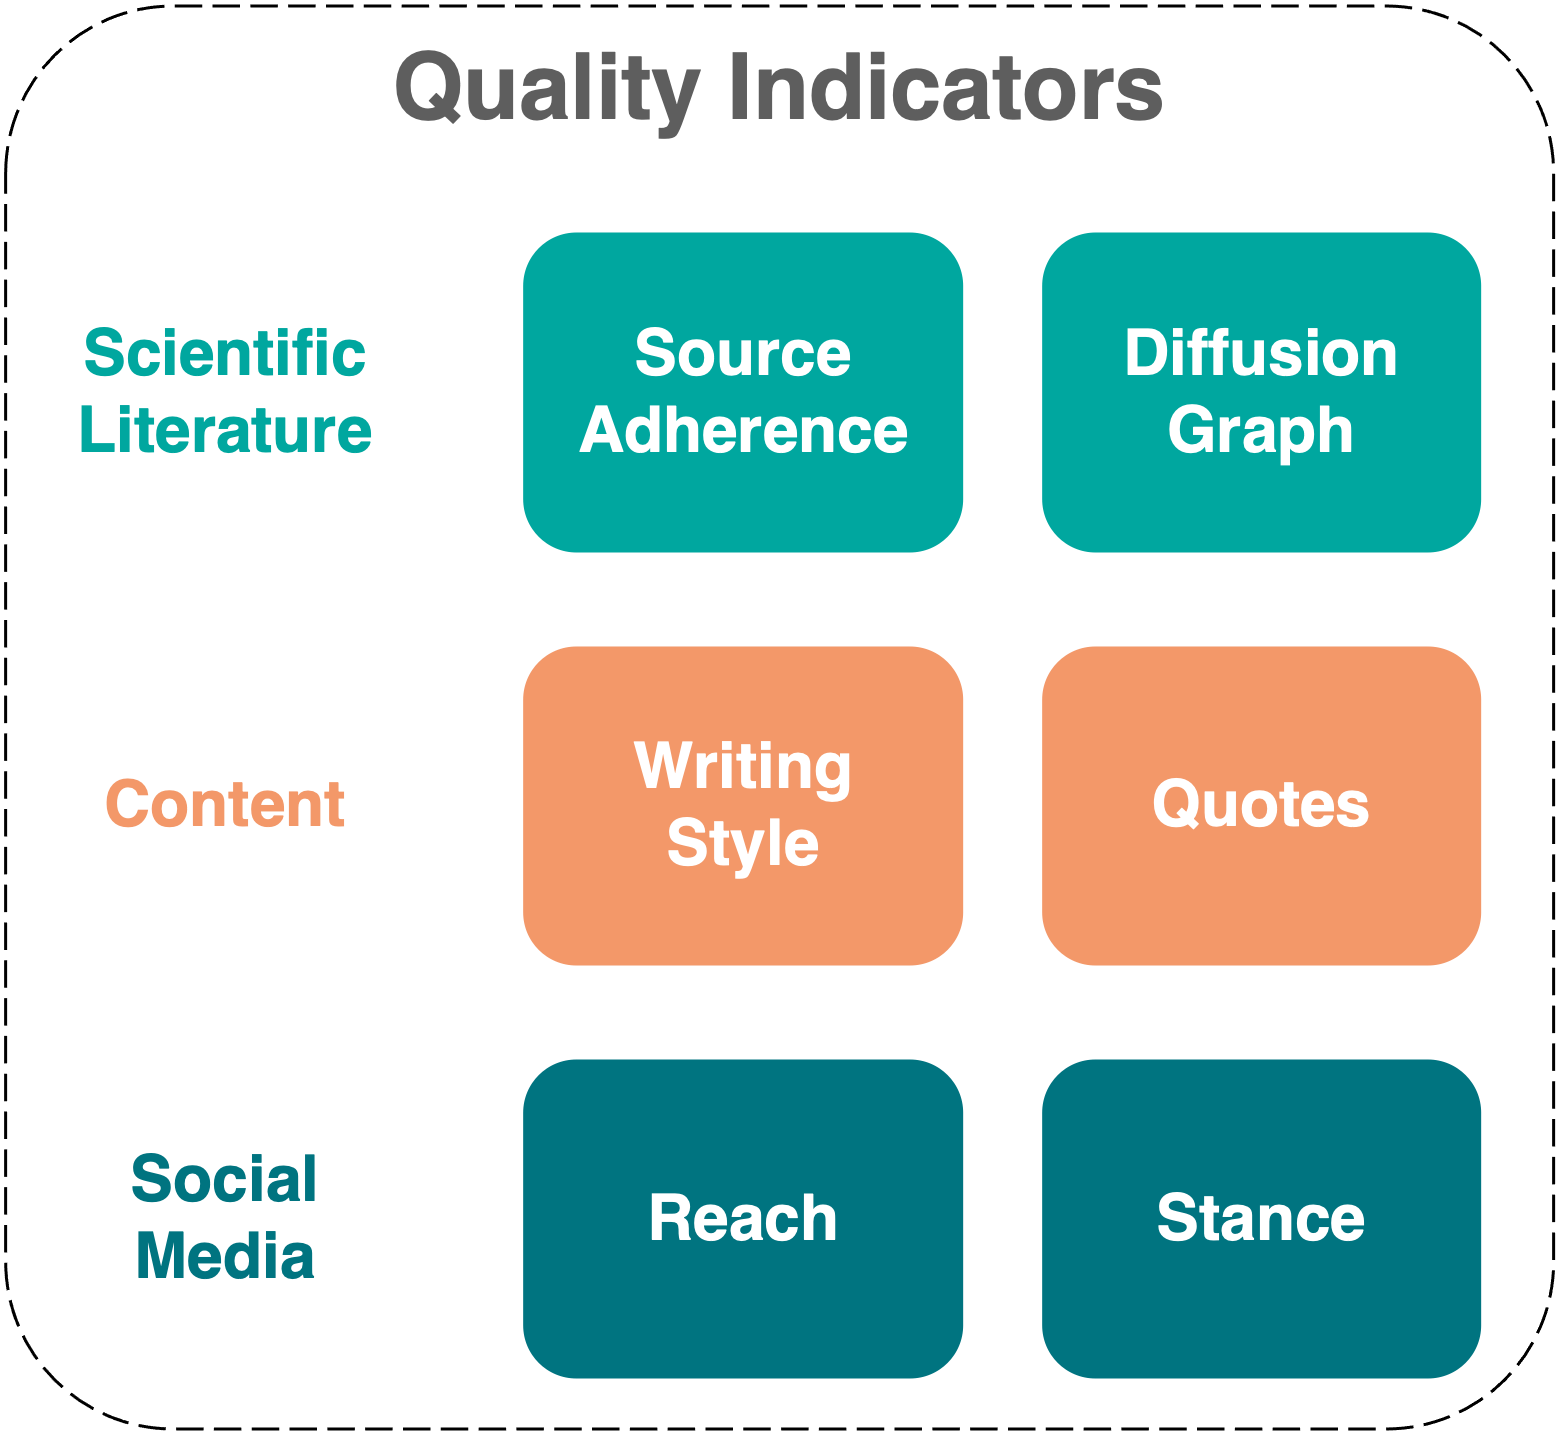 Quality Indicators
Scientific
Literature
Source
Adherence
Diffusion
Graph
Content
Writing
Style
Quotes
Social
Media
Reach
Stance